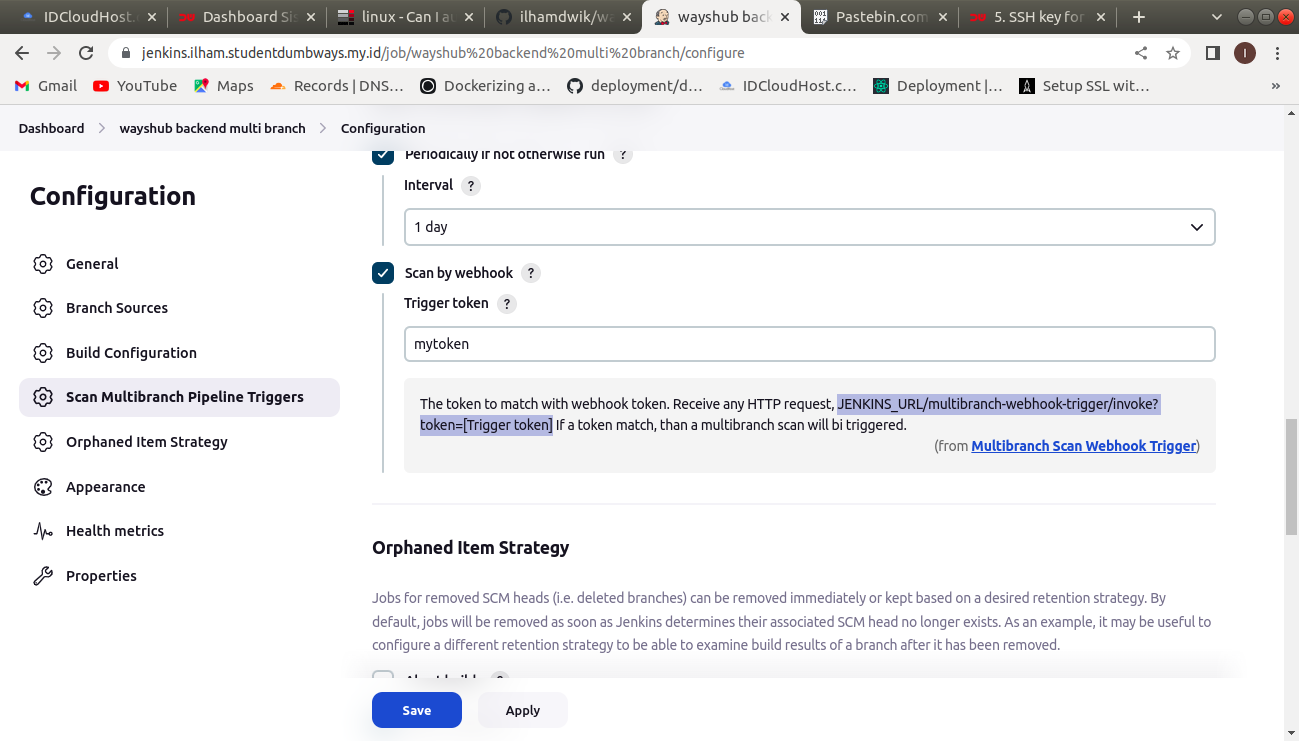 IDCloudHost.
Dashboard Sis
linux - Can I au
ilhamdwik/wa
wayshub back
Pastebin.com
5. SSH key for
jenkins.ilham.studentdumbways.my.id/job/wayshub%20backend%20multi%20branch/configure
I
Gmail
YouTube
Maps
Records | DNS...
Dockerizing a...
deployment/d...
IDCloudHost.c...
Deployment |...
Setup SSL wit...
»
Dashboard
wayshub backend multi branch
Configuration
Configuration
General
Branch Sources
Build Configuration
Scan Multibranch Pipeline Triggers
Orphaned Item Strategy
Appearance
Health metrics
Properties
Periodically if not otherwise run ?
Interval ?
1 day
Scan by webhook ?
Trigger token ?
mytoken
The token to match with webhook token. Receive any HTTP request, JENKINS_URL/multibranch-webhook-trigger/invoke?
token=[Trigger token] If a token match, than a multibranch scan will bi triggered.
(from Multibranch Scan Webhook Trigger)
Orphaned Item Strategy
Jobs for removed SCM heads (i.e. deleted branches) can be removed immediately or kept based on a desired retention strategy. By
default, jobs will be removed as soon as Jenkins determines their associated SCM head no longer exists. As an example, it may be useful to
configure a different retention strategy to be able to examine build results of a branch after it has been removed.
Save
Apply